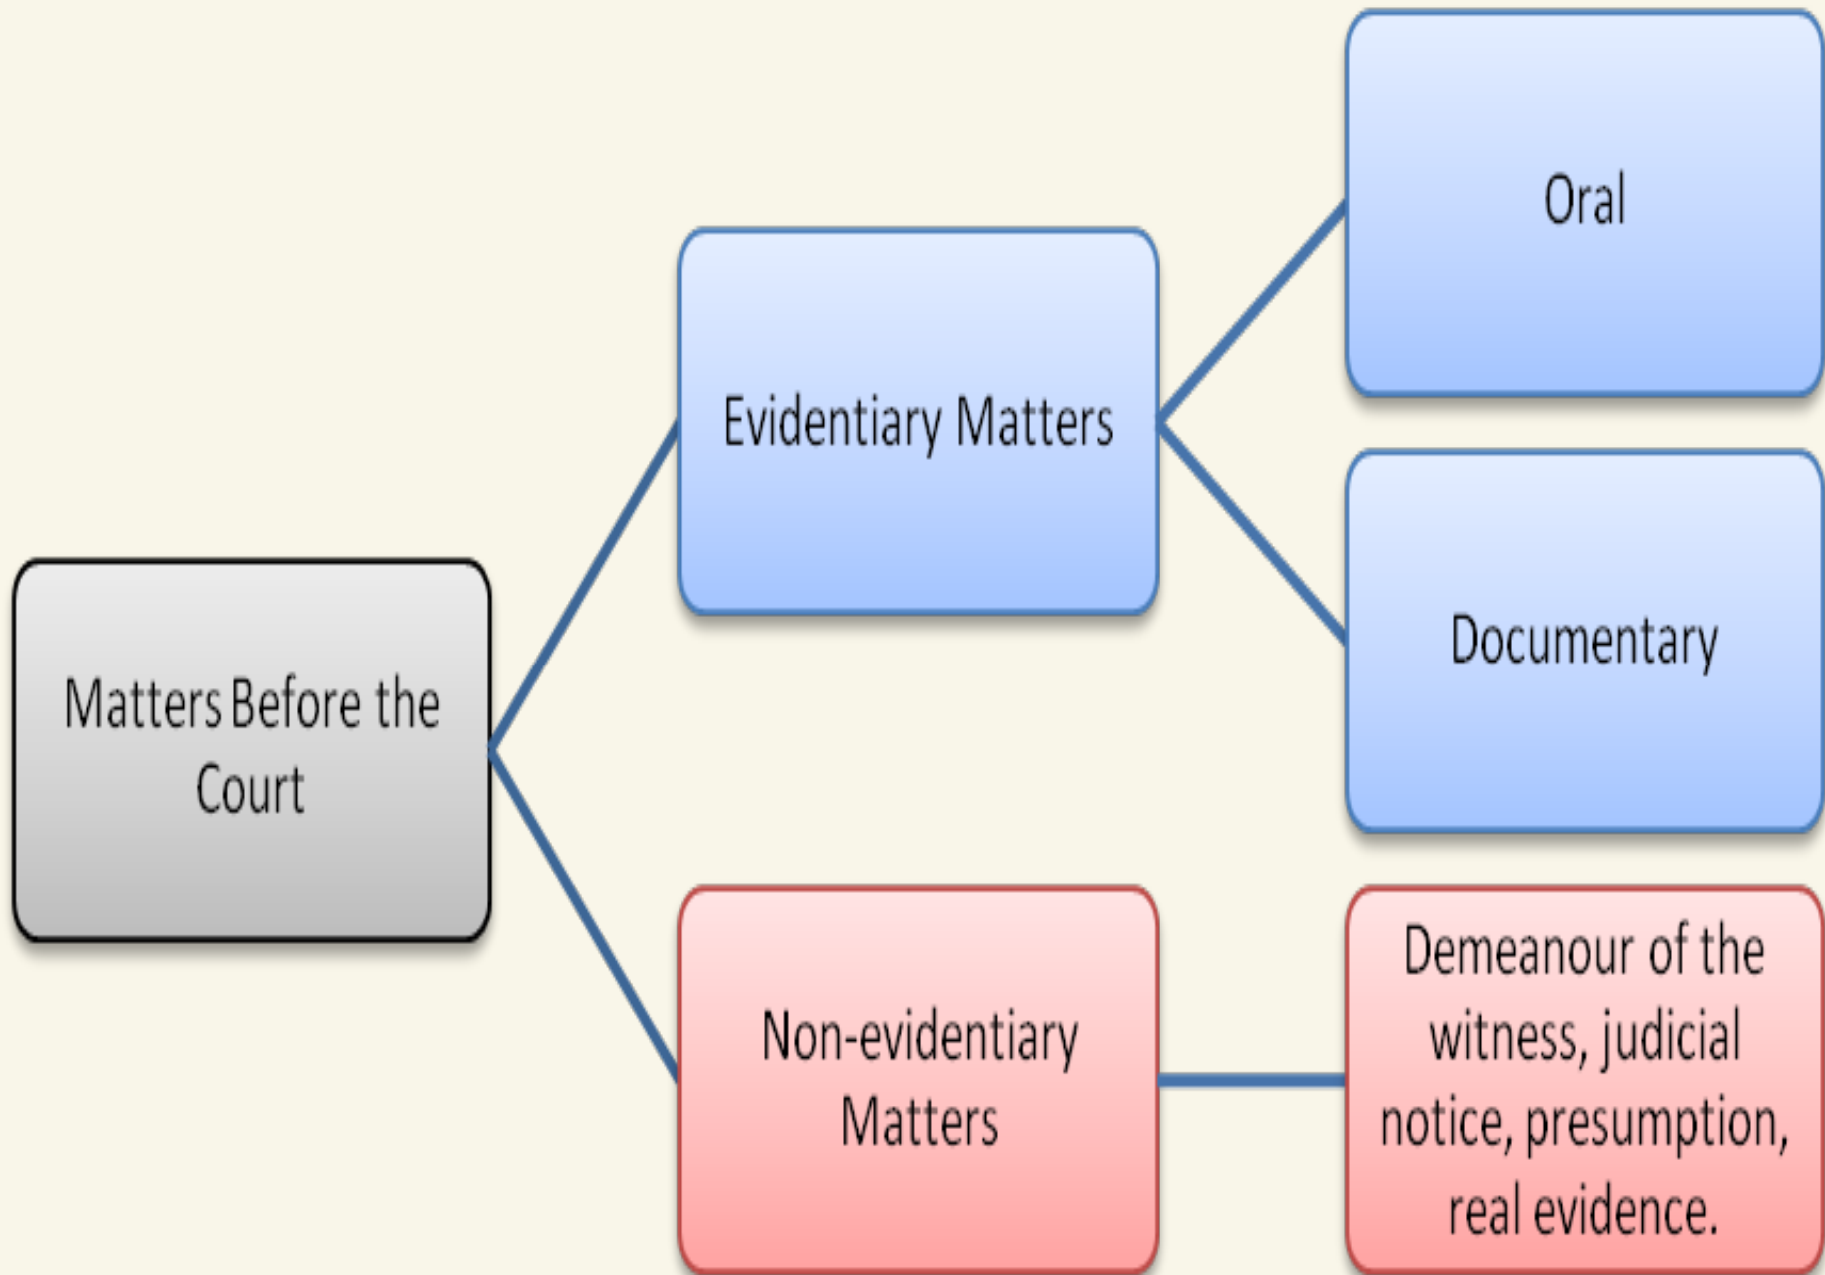 Matters Before the
Court
Evidentiary Matters
Oral
Documentary
Non-evidentiary
Matters
Demeanour of the
witness, judicial
notice, presumption,
real evidence.